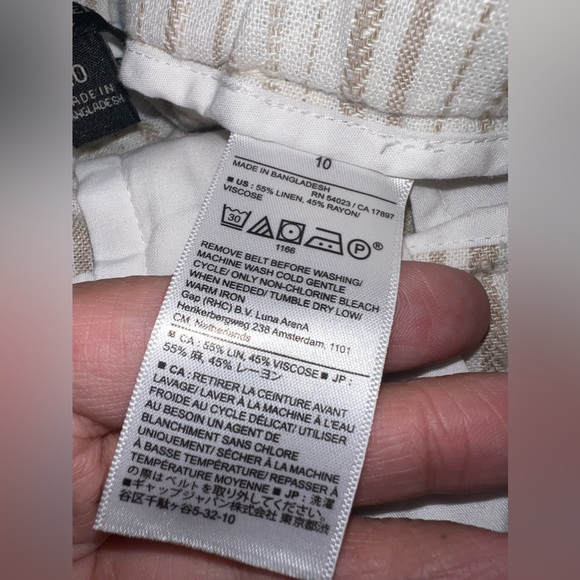 10
MADE IN BANGLADESH
RN 54023 / CA 17897
■ US : 55% LINEN, 45% RAYON/
VISCOSE
30 P ®
1166
REMOVE BELT BEFORE WASHING/
MACHINE WASH COLD GENTLE
CYCLE/ ONLY NON-CHLORINE BLEACH
WHEN NEEDED/ TUMBLE DRY LOW/
WARM IRON
Gap (RHC) B.V. Luna ArenA
Herikerbergweg 238 Amsterdam, 1101
CM, Netherlands
■ CA : 55% LIN, 45% VISCOSE ■ JP :
55% 麻, 45% レーヨン
■ CA : RETIRER LA CEINTURE AVANT
LAVAGE/ LAVER À LA MACHINE À L'EAU
FROIDE AU CYCLE DÉLICAT/ UTILISER
AU BESOIN UN AGENT DE
BLANCHIMENT SANS CHLORE
UNIQUEMENT/ SÉCHER À LA MACHINE
À BASSE TEMPÉRATURE/ REPASSAGE
TEMPÉRATURE MOYENNE ■ JP : 洗濯
の際はベルトを取り外してください
■ギャップジャパン株式会社 東京都渋
谷区千駄ヶ谷5-32-10
MADE IN
BANGLADESH